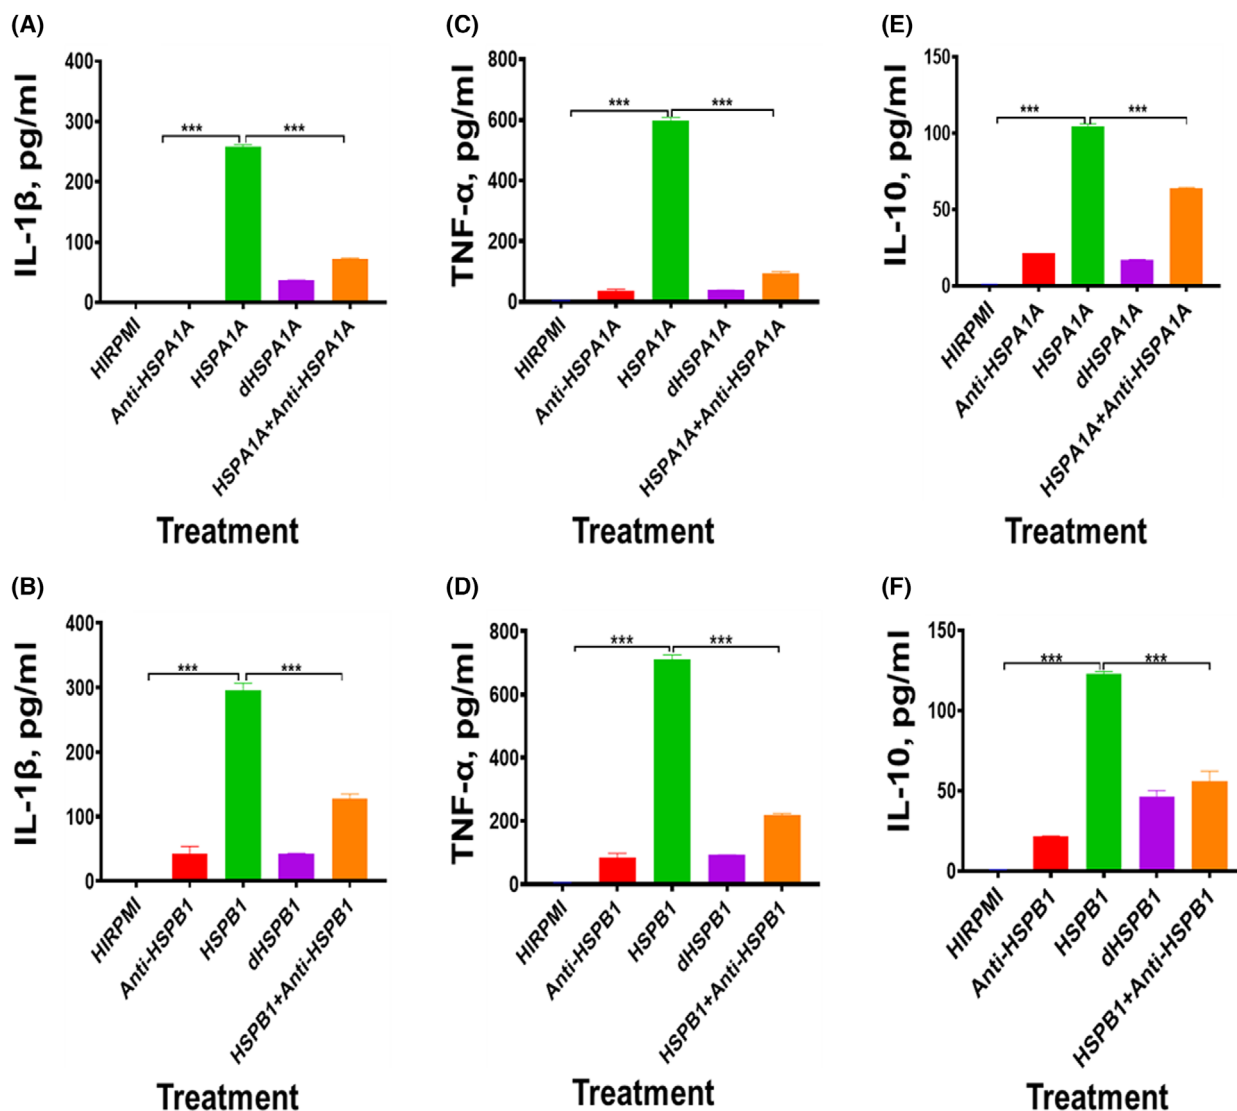 (A)
IL-1β, pg/ml
400
300
200
100
0
***
***
HIRPMI
Anti-HSPA1A
HSPA1A
dHSPA1A
HSPA1A+Anti-HSPA1A
Treatment
(C)
TNF-α, pg/ml
800
600
400
200
0
***
***
HIRPMI
Anti-HSPA1A
HSPA1A
dHSPA1A
HSPA1A+Anti-HSPA1A
Treatment
(E)
IL-10, pg/ml
150
100
50
0
***
***
HIRPMI
Anti-HSPA1A
HSPA1A
dHSPA1A
HSPA1A+Anti-HSPA1A
Treatment
(B)
IL-1β, pg/ml
400
300
200
100
0
***
***
HIRPMI
Anti-HSPB1
HSPB1
dHSPB1
HSPB1+Anti-HSPB1
Treatment
(D)
TNF-α, pg/ml
800
600
400
200
0
***
***
HIRPMI
Anti-HSPB1
HSPB1
dHSPB1
HSPB1+Anti-HSPB1
Treatment
(F)
IL-10, pg/ml
150
100
50
0
***
***
HIRPMI
Anti-HSPB1
HSPB1
dHSPB1
HSPB1+Anti-HSPB1
Treatment